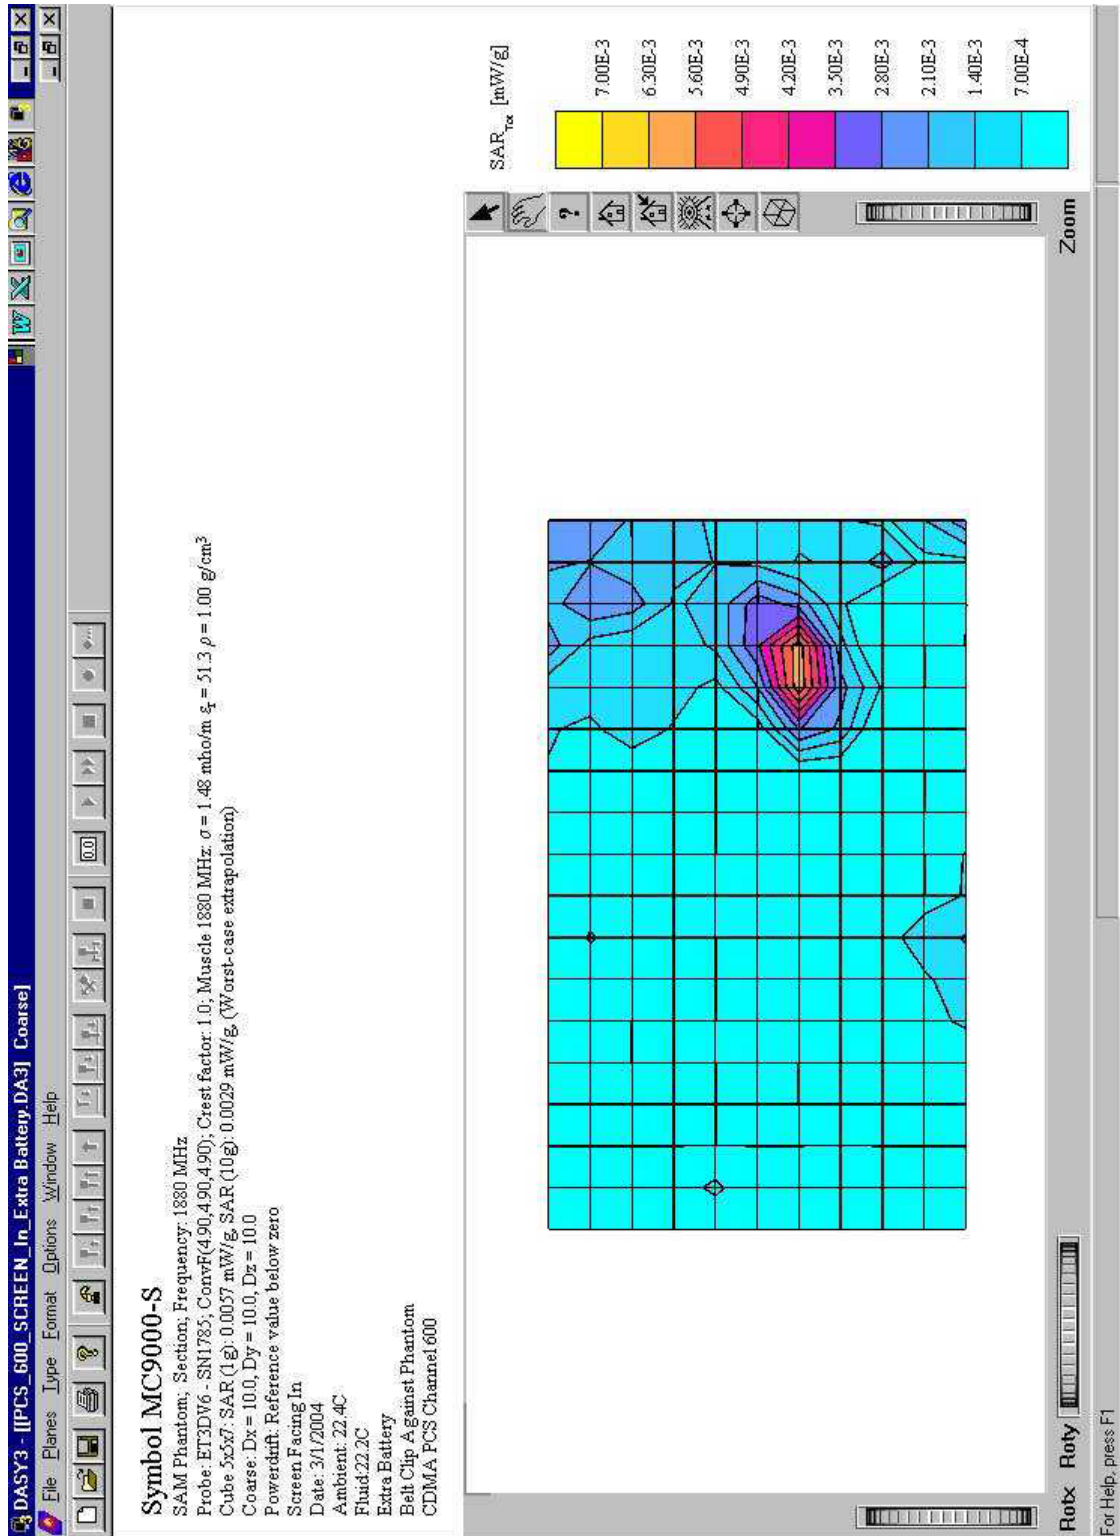 DASY3 - [[PCS_600_SCREEN_In_Extra Battery.DA3] Coarse]
File Planes Type Format Options Window Help
0.0
Symbol MC9000-S
SAM Phantom; Section; Frequency: 1880 MHz
Probe: ET3DV6 - SN1785; ConvF(4.90,4.90,4.90); Crest factor: 1.0; Muscle 1880 MHz: σ = 1.48 mho/m εr = 51.3 ρ = 1.00 g/cm³
Cube 5x5x7: SAR (1g): 0.0057 mW/g, SAR (10g): 0.0029 mW/g, (Worst-case extrapolation)
Coarse: Dx = 10.0, Dy = 10.0, Dz = 10.0
Powerdrift: Reference value below zero
Screen Facing In
Date: 3/1/2004
Ambient: 22.4C
Fluid:22.2C
Extra Battery
Belt Clip Against Phantom
CDMA PCS Channel 600
SAR Tot [mW/g]
7.00E-3
6.30E-3
5.60E-3
4.90E-3
4.20E-3
3.50E-3
2.80E-3
2.10E-3
1.40E-3
7.00E-4
Rotx Roty Zoom
For Help, press F1